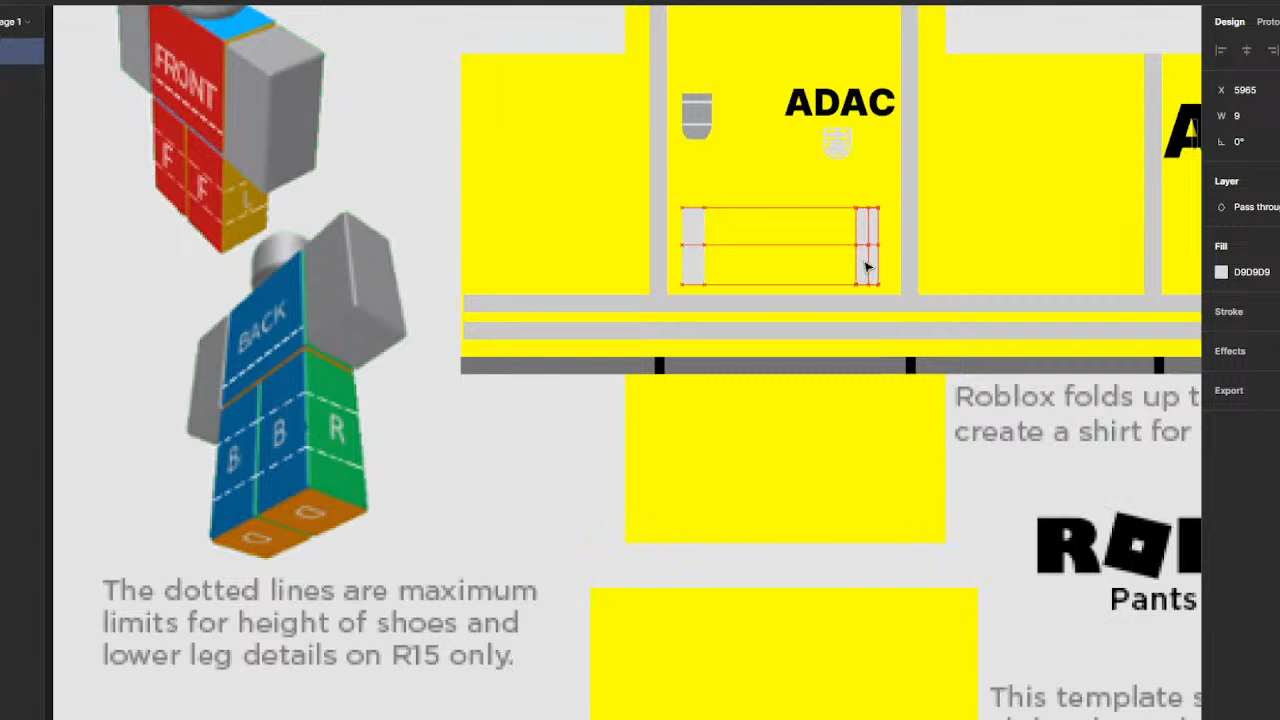 age 1
Design
Proto
X 5965
W 9
0°
Layer
Pass throu
Fill
D9D9D9
Stroke
Effects
Export
FRONT
F
F
L
BACK
B
B
R
D
D
ADAC
A
Roblox folds up t
create a shirt for
Pants
The dotted lines are maximum
limits for height of shoes and
lower leg details on R15 only.
This template s